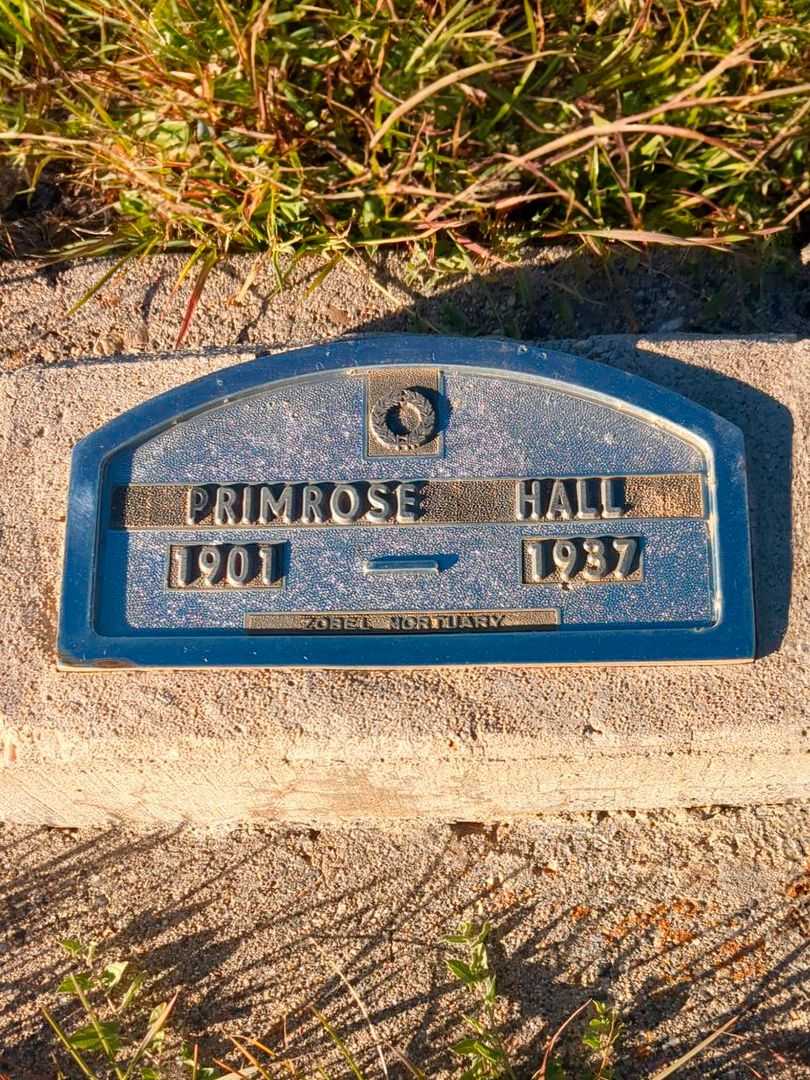 PRIMROSE HALL
1901 — 1937
ZOBEL MORTUARY